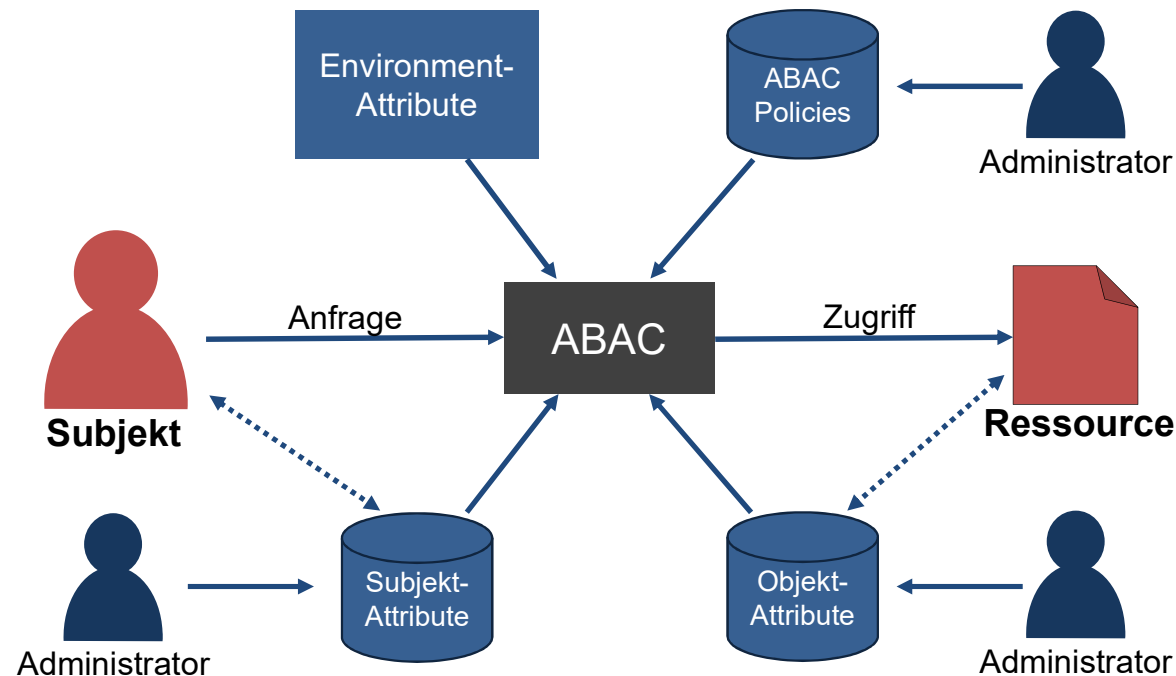 Environment-
Attribute
ABAC
Policies
Administrator
Anfrage
ABAC
Zugriff
Subjekt
Ressource
Subjekt-
Attribute
Objekt-
Attribute
Administrator
Administrator